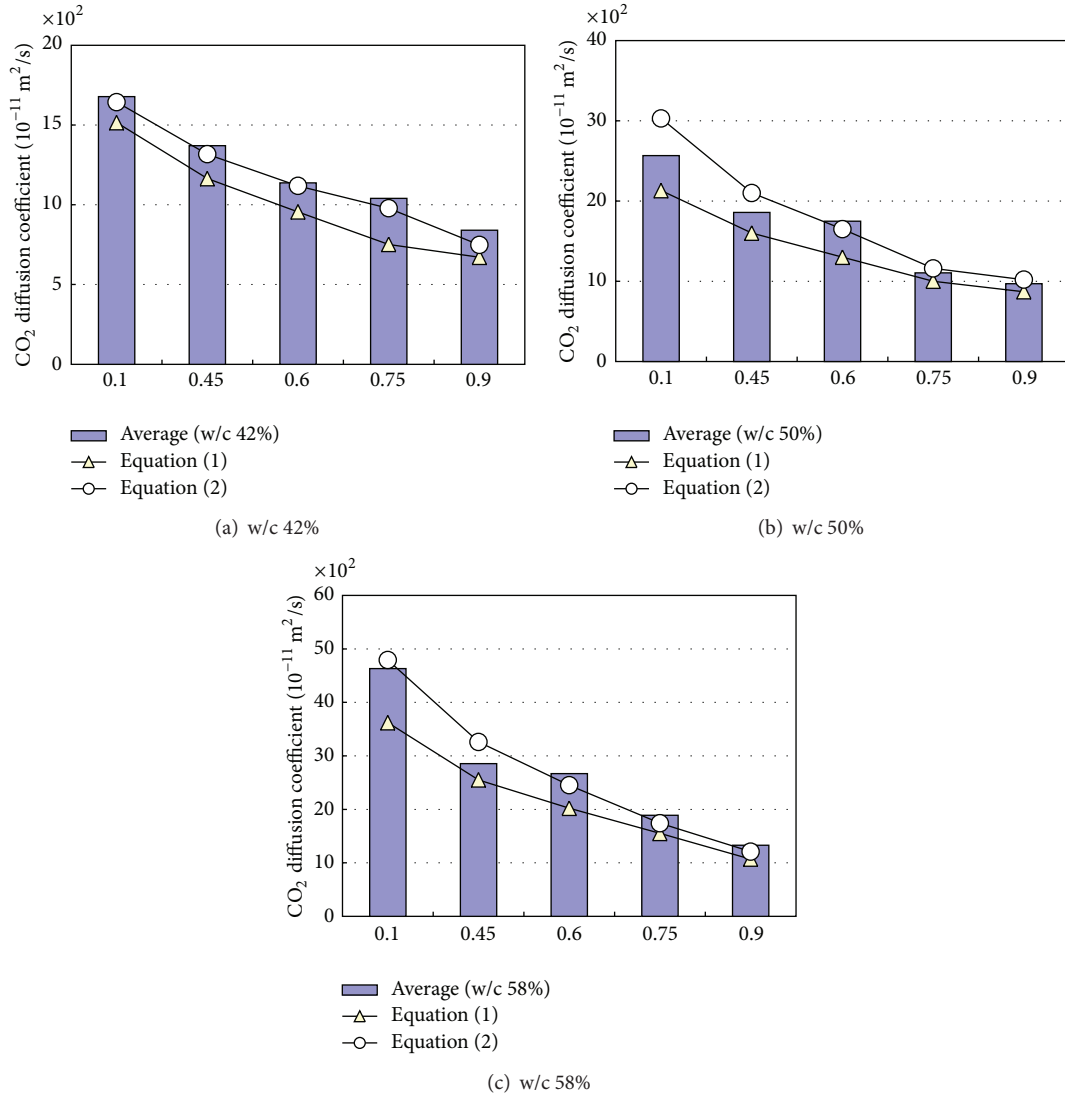 ×10²
CO₂ diffusion coefficient (10⁻¹¹ m²/s)
20
15
10
5
0
0.1 0.45 0.6 0.75 0.9
Average (w/c 42%)
Equation (1)
Equation (2)
(a) w/c 42%
×10²
CO₂ diffusion coefficient (10⁻¹¹ m²/s)
40
30
20
10
0
0.1 0.45 0.6 0.75 0.9
Average (w/c 50%)
Equation (1)
Equation (2)
(b) w/c 50%
×10²
CO₂ diffusion coefficient (10⁻¹¹ m²/s)
60
50
40
30
20
10
0
0.1 0.45 0.6 0.75 0.9
Average (w/c 58%)
Equation (1)
Equation (2)
(c) w/c 58%